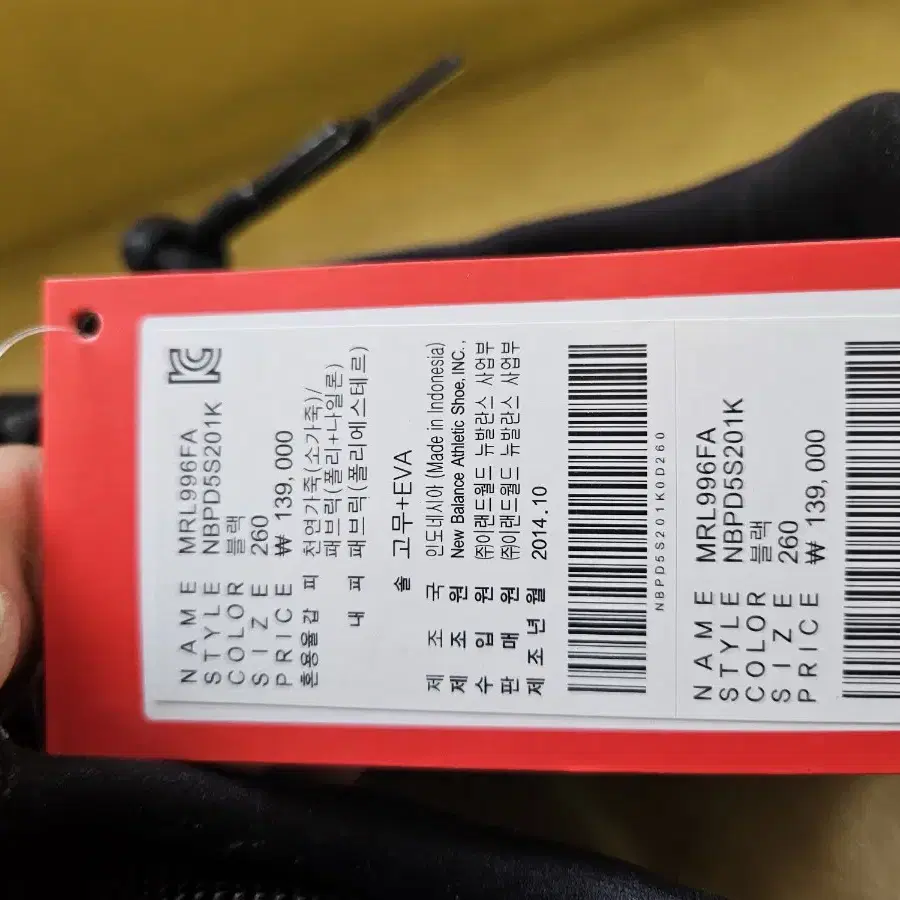 NAME MRL996FA
STYLE NBPD5S201K
COLOR 블랙
SIZE 260
PRICE ₩ 139,000
혼용율갑 피 천연가죽(소가죽)/
패브릭(폴리+나일론)
내 피 패브릭(폴리에스테르)
솔 고무+EVA
제 조 국 인도네시아 (Made in Indonesia)
제 조 원 New Balance Athletic Shoe, INC.,
수 입 원 (주)이랜드월드 뉴발란스 사업부
판 매 원 (주)이랜드월드 뉴발란스 사업부
제 조 년 월 2014.10
NBPD5S201K0D260
NAME MRL996FA
STYLE NBPD5S201K
COLOR 블랙
SIZE 260
PRICE ₩ 139,000